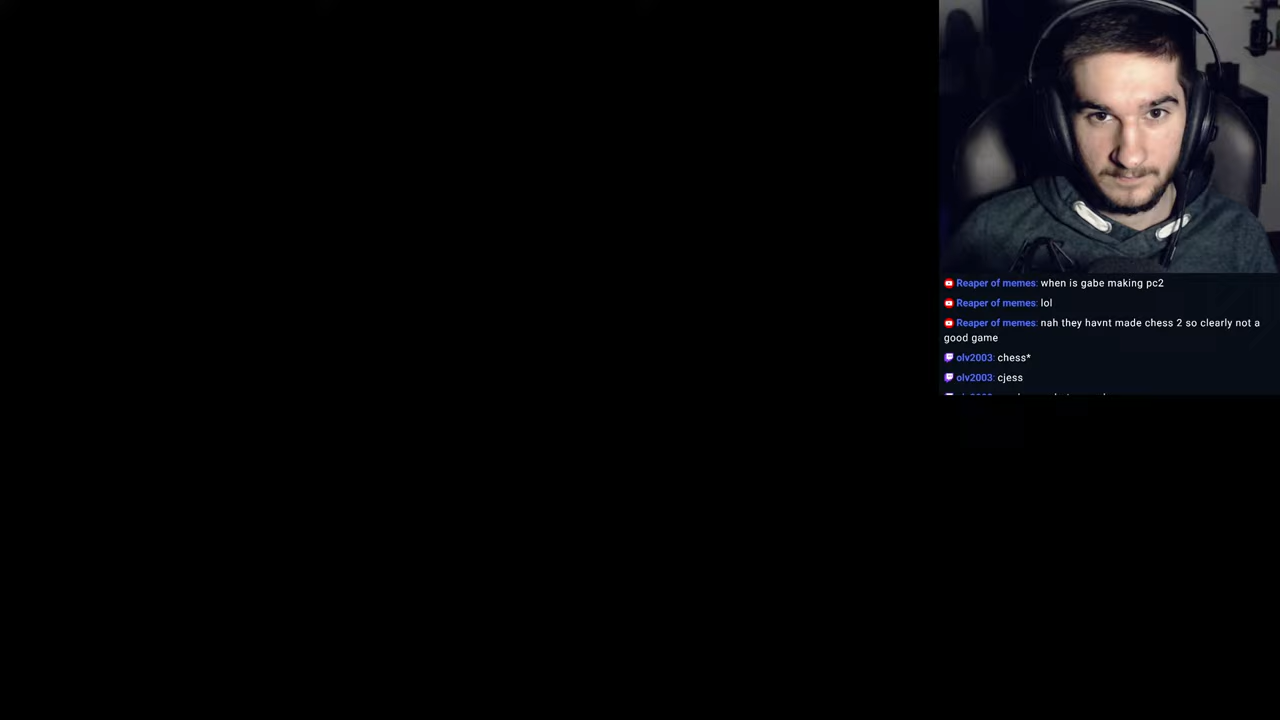 Reaper of memes: when is gabe making pc2
Reaper of memes: lol
Reaper of memes: nah they havnt made chess 2 so clearly not a
good game
olv2003: chess*
olv2003: cjess